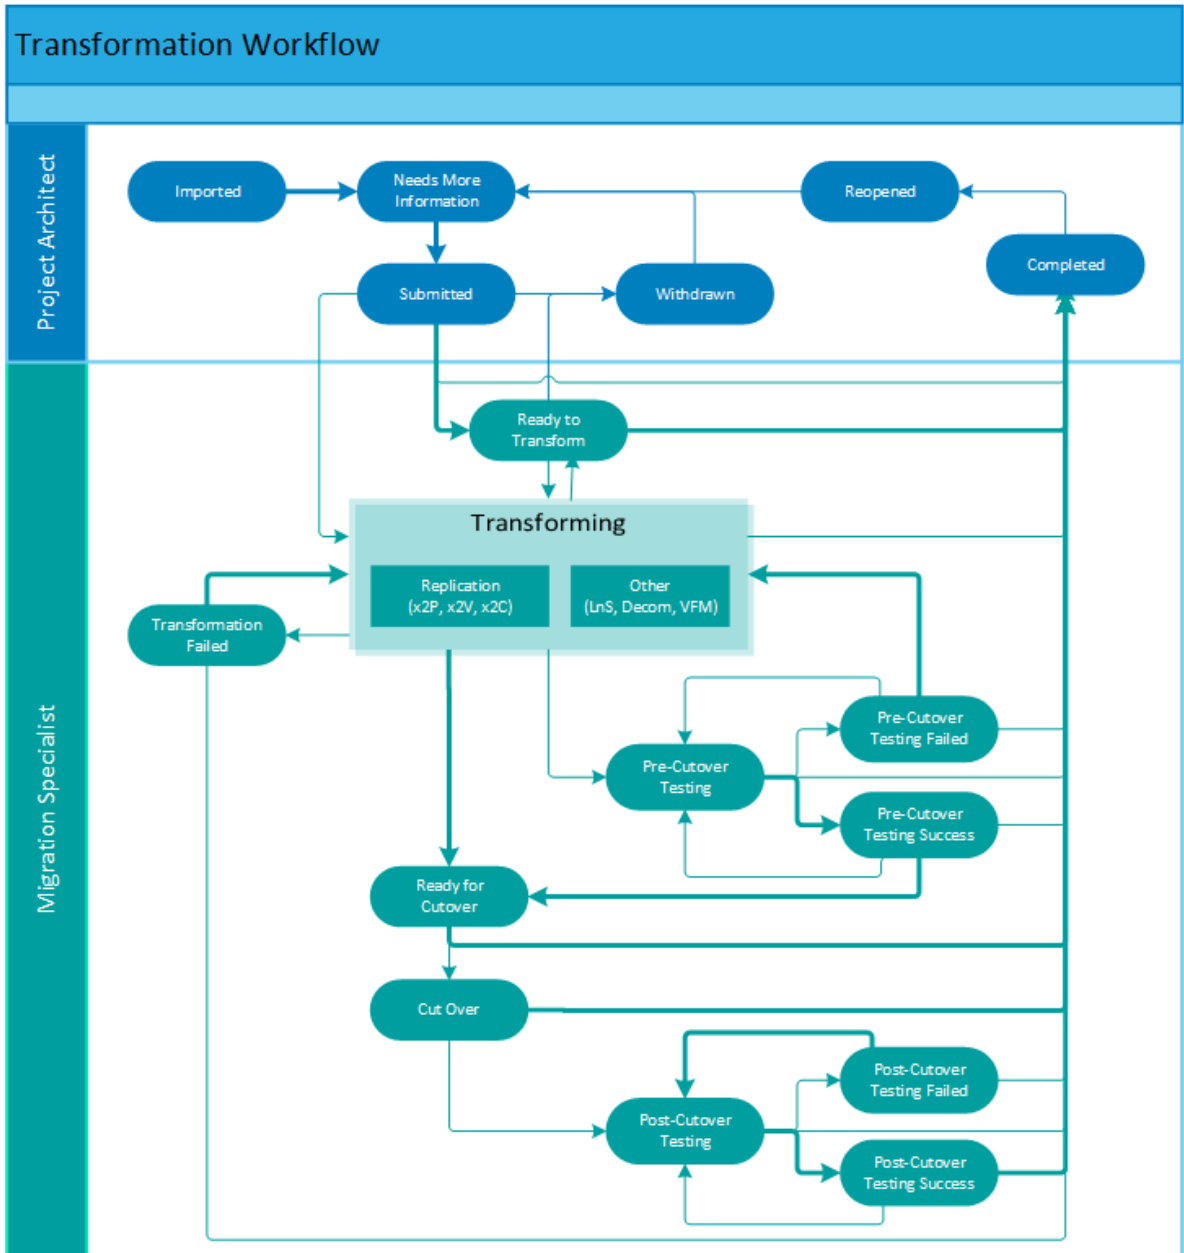 Transformation Workflow
Project Architect
Imported
Needs More
Information
Reopened
Completed
Submitted
Withdrawn
Migration Specialist
Ready to
Transform
Transforming
Replication
(x2P, x2V, x2C)
Other
(LnS, Decom, VFM)
Transformation
Failed
Pre-Cutover
Testing Failed
Pre-Cutover
Testing
Pre-Cutover
Testing Success
Ready for
Cutover
Cut Over
Post-Cutover
Testing Failed
Post-Cutover
Testing
Post-Cutover
Testing Success